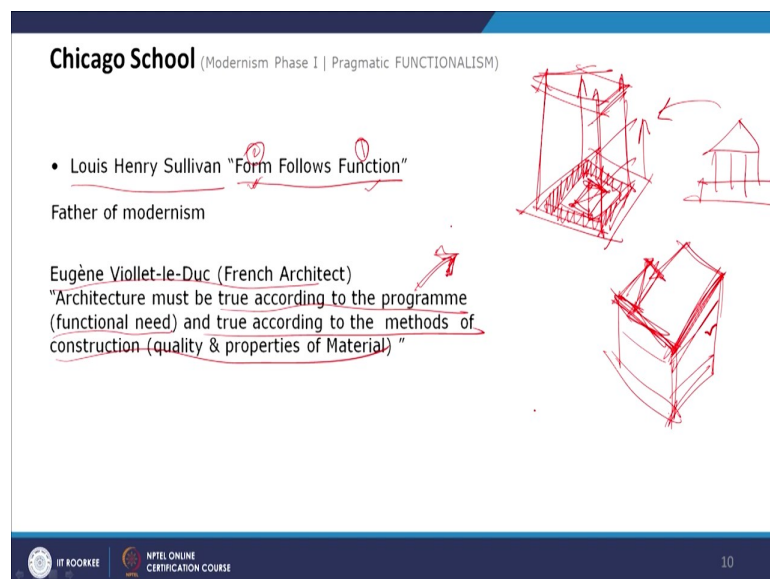 Chicago School (Modernism Phase I | Pragmatic FUNCTIONALISM)
2 1
• Louis Henry Sullivan “Form Follows Function”
Father of modernism
Eugène Viollet-le-Duc (French Architect)
“Architecture must be true according to the programme
(functional need) and true according to the methods of
construction (quality & properties of Material) ”
IIT ROORKEE
NPTEL ONLINE
CERTIFICATION COURSE
10